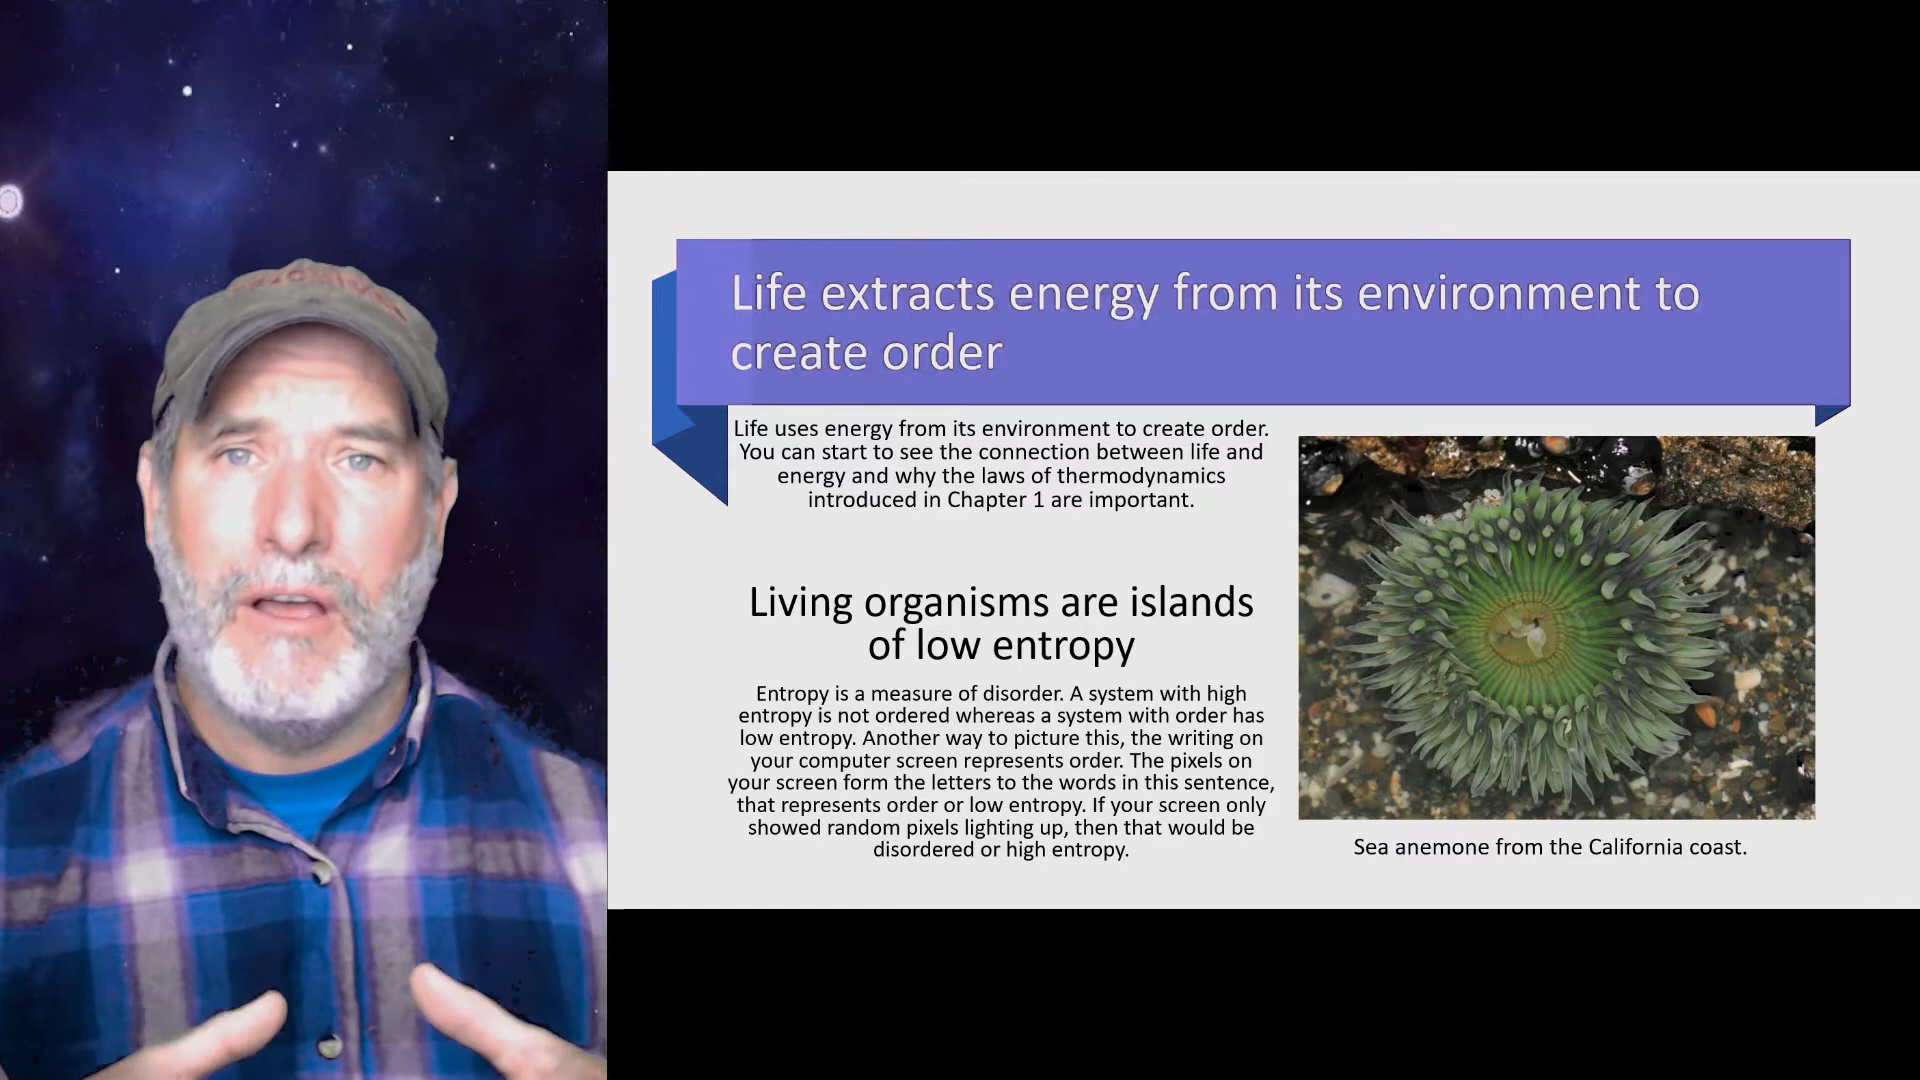 Life extracts energy from its environment to
create order
Life uses energy from its environment to create order.
You can start to see the connection between life and
energy and why the laws of thermodynamics
introduced in Chapter 1 are important.
Living organisms are islands
of low entropy
Entropy is a measure of disorder. A system with high
entropy is not ordered whereas a system with order has
low entropy. Another way to picture this, the writing on
your computer screen represents order. The pixels on
your screen form the letters to the words in this sentence,
that represents order or low entropy. If your screen only
showed random pixels lighting up, then that would be
disordered or high entropy.
Sea anemone from the California coast.